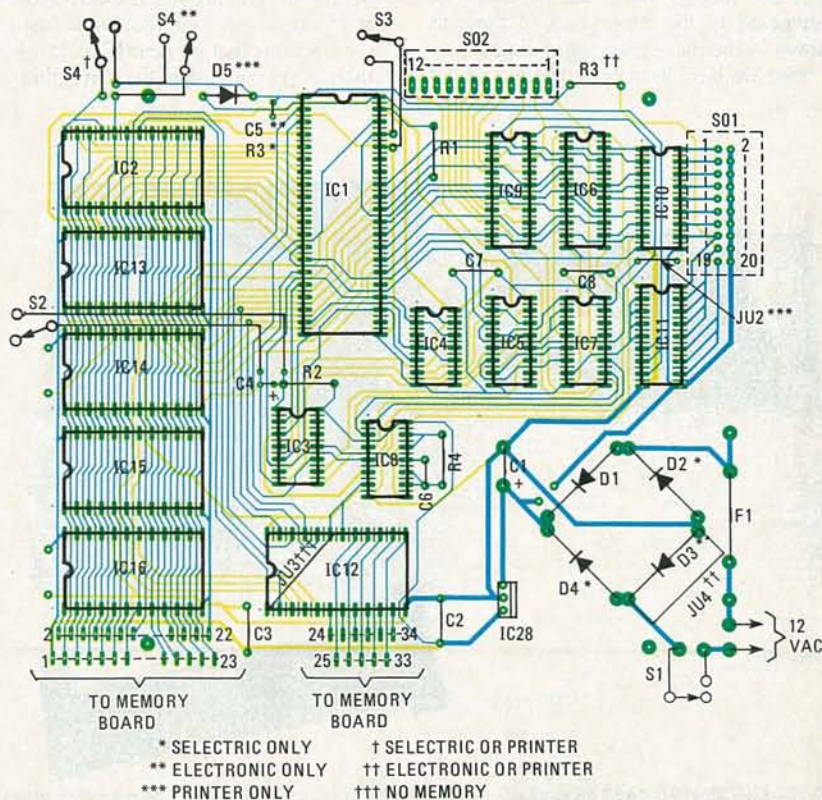 S4**
S4†
D5***
S3
SO2
12 1
R3††
SO1
1 2
C5**
R3*
R1
IC2
IC1
IC9
IC6
IC10
IC13
19 20
C7
C8
JU2***
S2
IC14
IC4
IC5
IC7
IC11
C4
+
R2
IC3
IC8
R4
C6
IC15
C1
+
D1
D2*
F1
IC16
JU3†††
IC12
D4*
D3**
JU4††
IC28
C2
C3
12
VAC
S1
2 22
24 34
1 23
25 33
TO MEMORY
BOARD
TO MEMORY
BOARD
* SELECTRIC ONLY
** ELECTRONIC ONLY
*** PRINTER ONLY
† SELECTRIC OR PRINTER
†† ELECTRONIC OR PRINTER
††† NO MEMORY